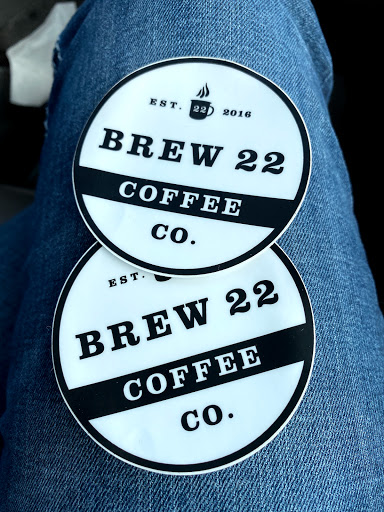 EST. 22 2016
BREW 22
COFFEE
CO.
EST.
BREW 22
COFFEE
CO.